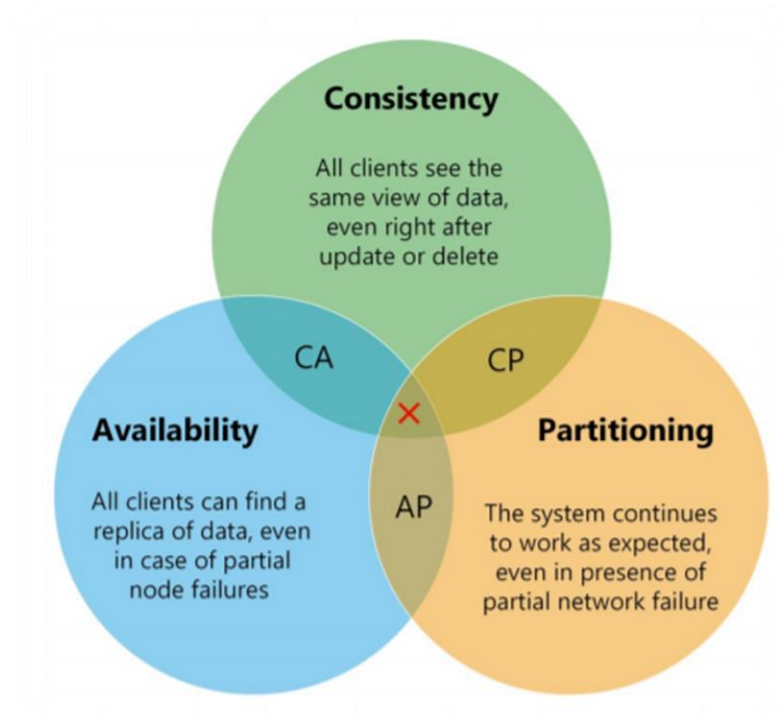 Consistency
All clients see the
same view of data,
even right after
update or delete
CA
CP
Availability
All clients can find a
replica of data, even
in case of partial
node failures
AP
Partitioning
The system continues
to work as expected,
even in presence of
partial network failure